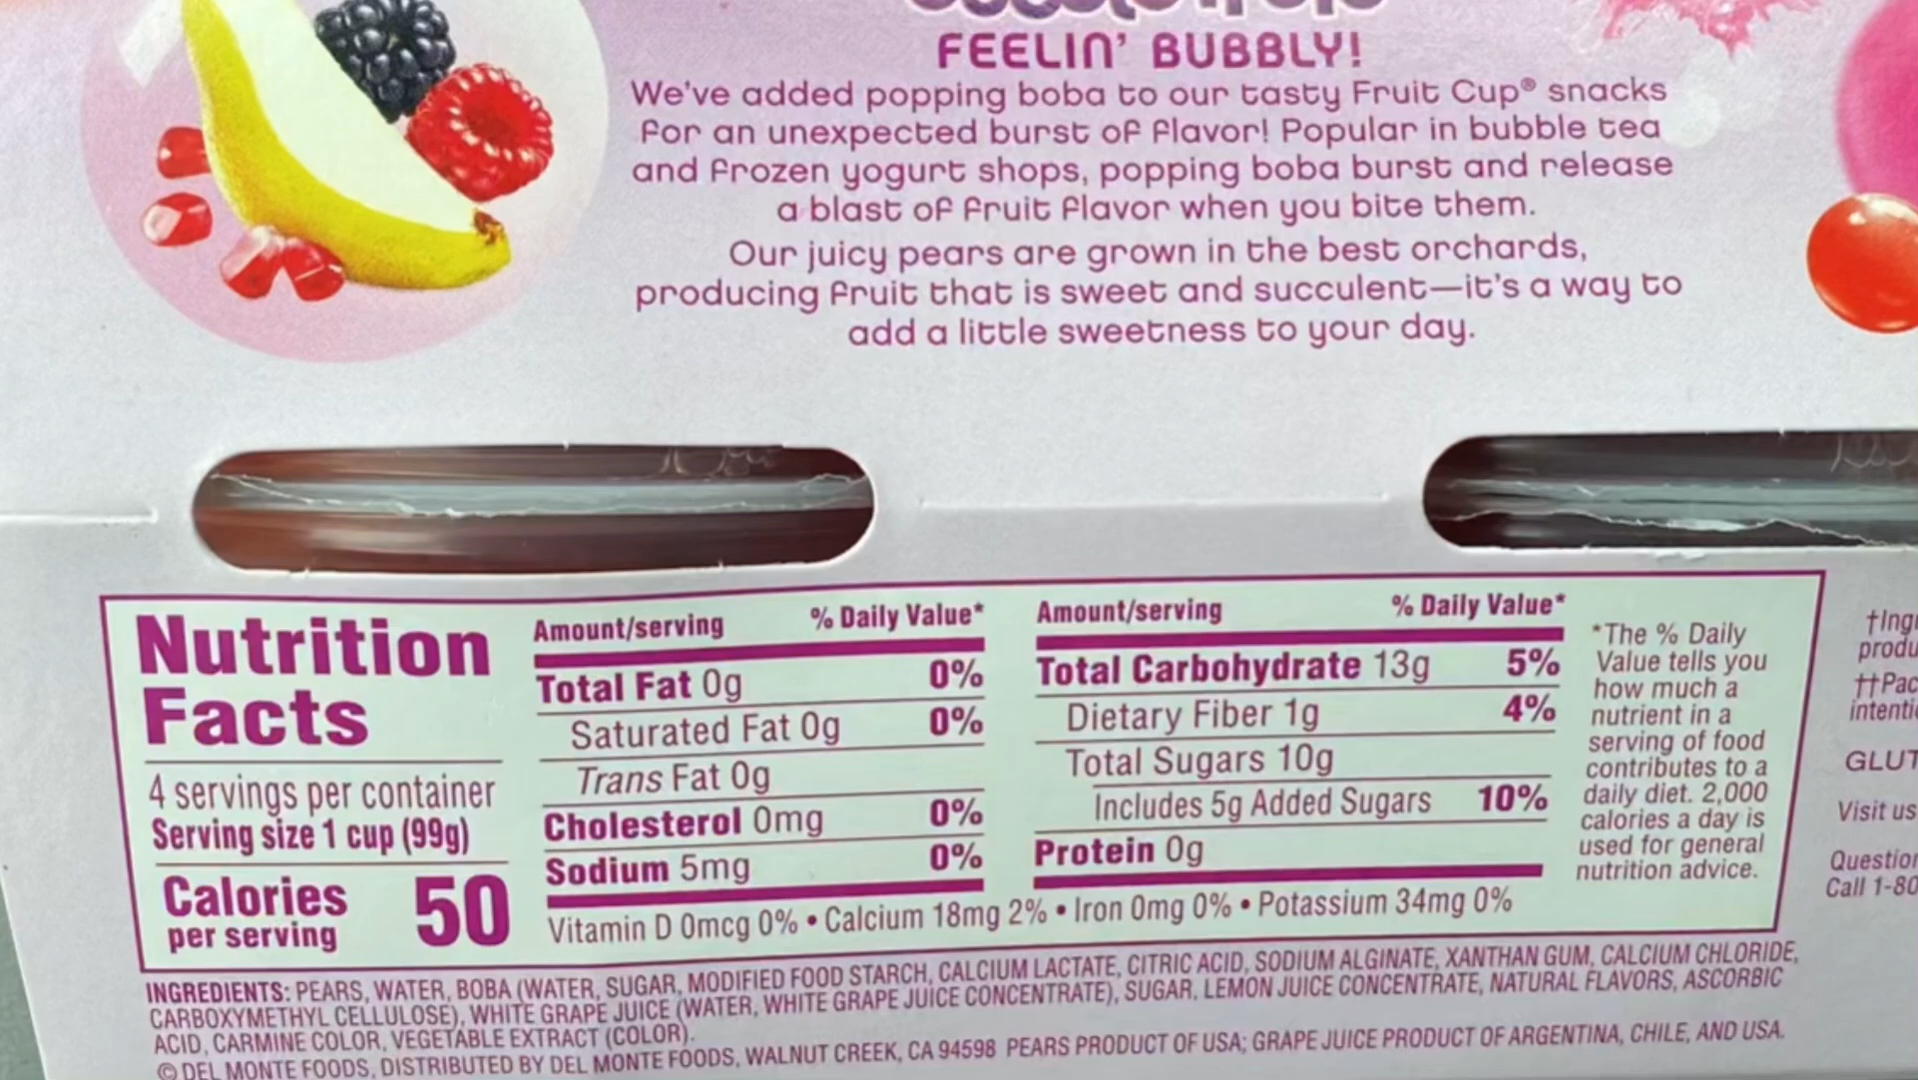 FEELIN' BUBBLY!
We've added popping boba to our tasty Fruit Cup® snacks
for an unexpected burst of flavor! Popular in bubble tea
and frozen yogurt shops, popping boba burst and release
a blast of fruit flavor when you bite them.
Our juicy pears are grown in the best orchards,
producing fruit that is sweet and succulent—it's a way to
add a little sweetness to your day.
Nutrition
Facts
4 servings per container
Serving size 1 cup (99g)
Calories
per serving
50
Amount/serving % Daily Value*
Total Fat 0g 0%
Saturated Fat 0g 0%
Trans Fat 0g
Cholesterol 0mg 0%
Sodium 5mg 0%
Amount/serving % Daily Value*
Total Carbohydrate 13g 5%
Dietary Fiber 1g 4%
Total Sugars 10g
Includes 5g Added Sugars 10%
Protein 0g
Vitamin D 0mcg 0% • Calcium 18mg 2% • Iron 0mg 0% • Potassium 34mg 0%
*The % Daily
Value tells you
how much a
nutrient in a
serving of food
contributes to a
daily diet. 2,000
calories a day is
used for general
nutrition advice.
INGREDIENTS: PEARS, WATER, BOBA (WATER, SUGAR, MODIFIED FOOD STARCH, CALCIUM LACTATE, CITRIC ACID, SODIUM ALGINATE, XANTHAN GUM, CALCIUM CHLORIDE,
CARBOXYMETHYL CELLULOSE), WHITE GRAPE JUICE (WATER, WHITE GRAPE JUICE CONCENTRATE), SUGAR, LEMON JUICE CONCENTRATE, NATURAL FLAVORS, ASCORBIC
ACID, CARMINE COLOR, VEGETABLE EXTRACT (COLOR).
© DEL MONTE FOODS, DISTRIBUTED BY DEL MONTE FOODS, WALNUT CREEK, CA 94598 PEARS PRODUCT OF USA; GRAPE JUICE PRODUCT OF ARGENTINA, CHILE, AND USA.
Visit us
Call 1-80